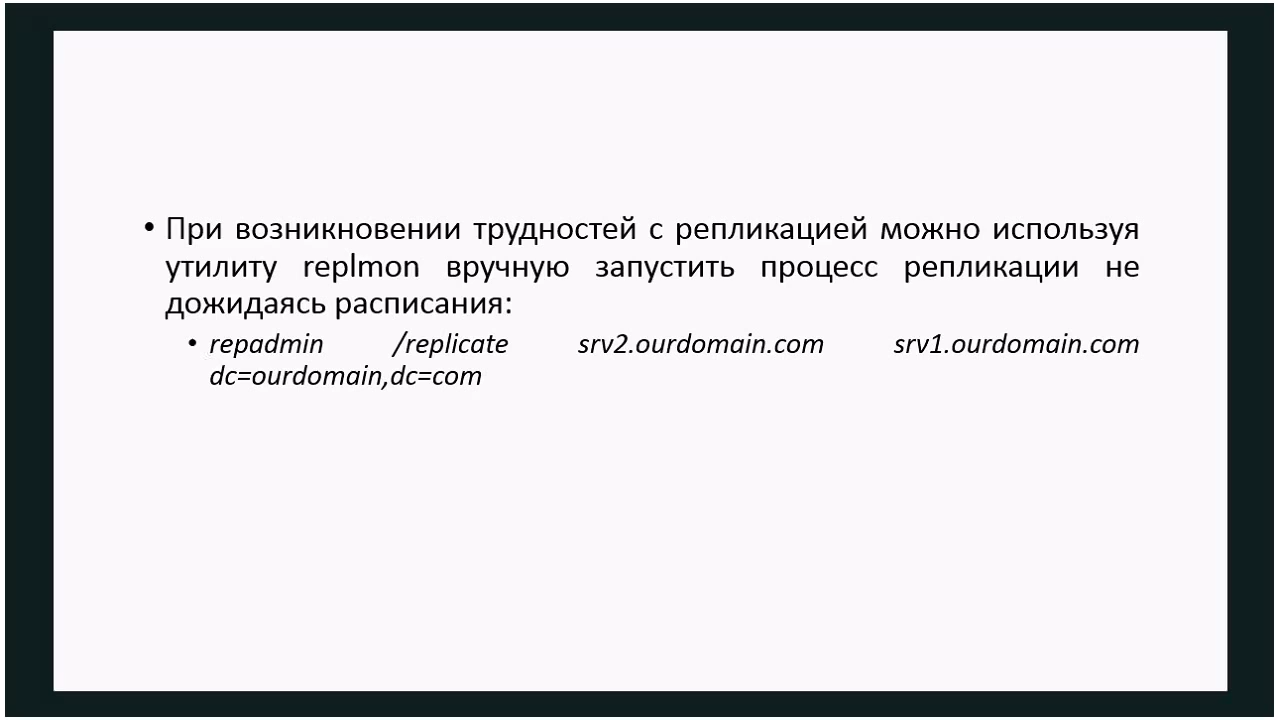 • При возникновении трудностей с репликацией можно используя
утилиту replmon вручную запустить процесс репликации не
дожидаясь расписания:
• repadmin /replicate srv2.ourdomain.com srv1.ourdomain.com
dc=ourdomain,dc=com